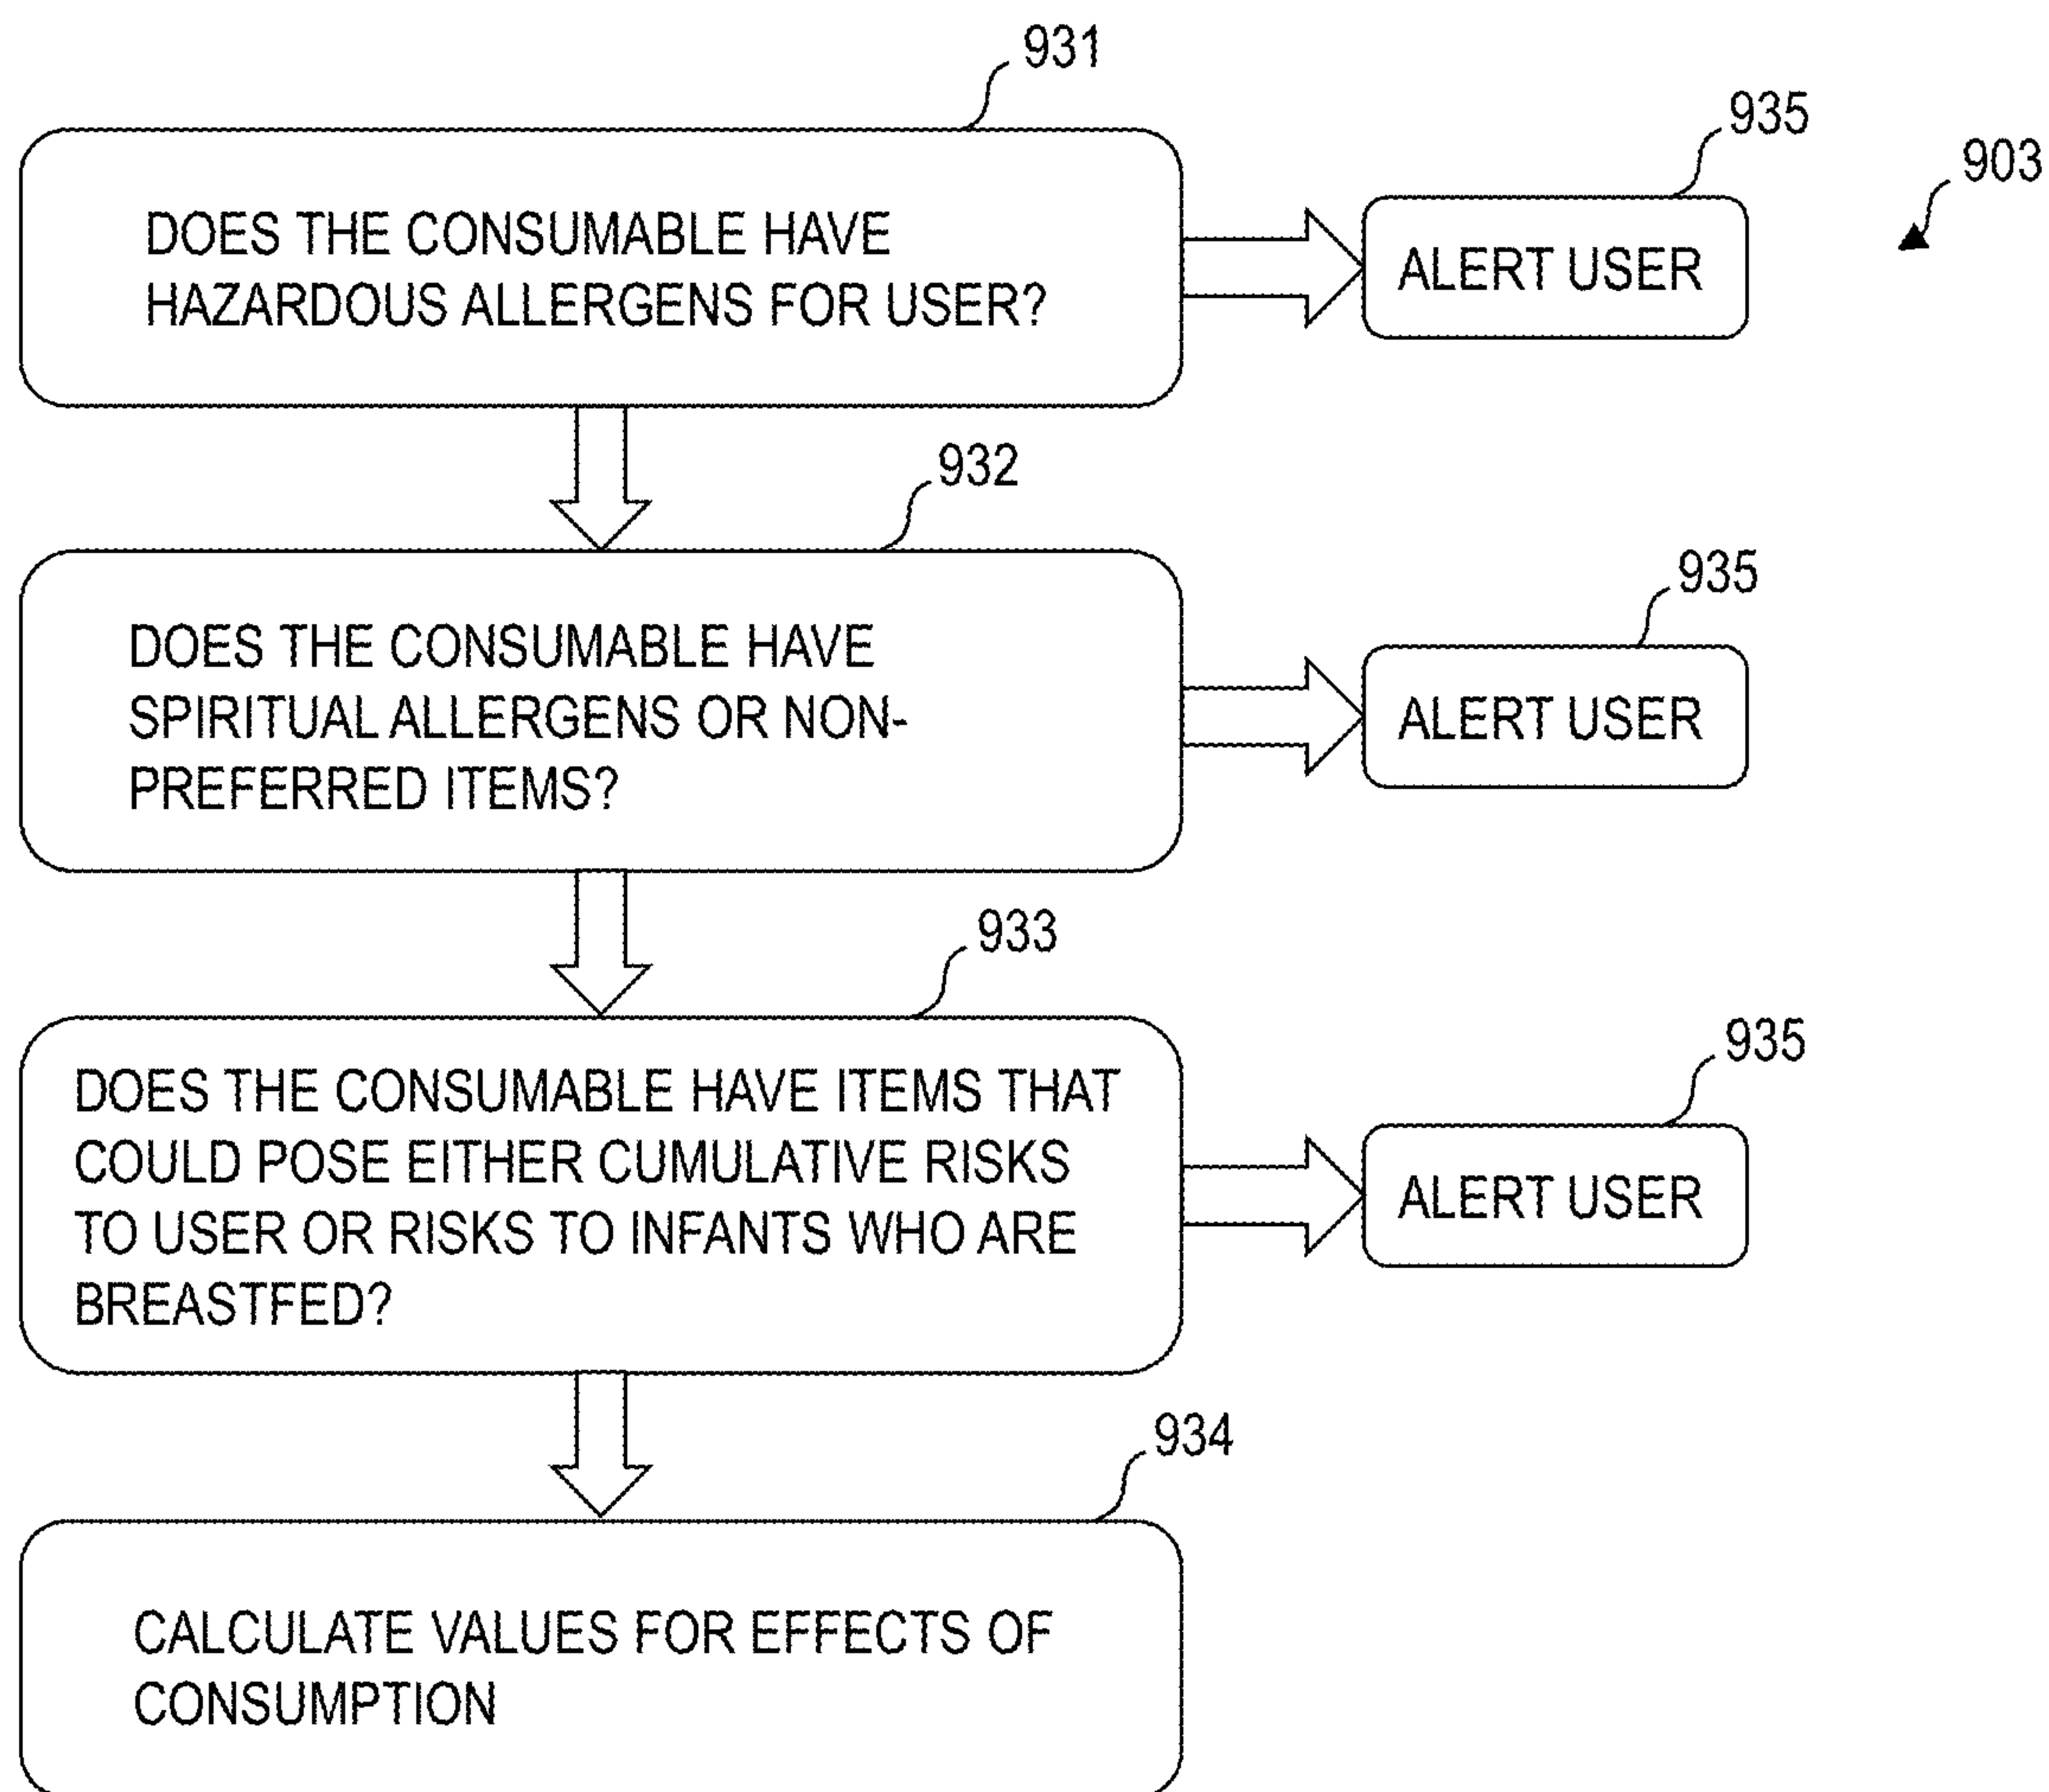 931
935
903
DOES THE CONSUMABLE HAVE
HAZARDOUS ALLERGENS FOR USER?
ALERT USER
932
935
DOES THE CONSUMABLE HAVE
SPIRITUAL ALLERGENS OR NON-
PREFERRED ITEMS?
ALERT USER
933
935
DOES THE CONSUMABLE HAVE ITEMS THAT
COULD POSE EITHER CUMULATIVE RISKS
TO USER OR RISKS TO INFANTS WHO ARE
BREASTFED?
ALERT USER
934
CALCULATE VALUES FOR EFFECTS OF
CONSUMPTION